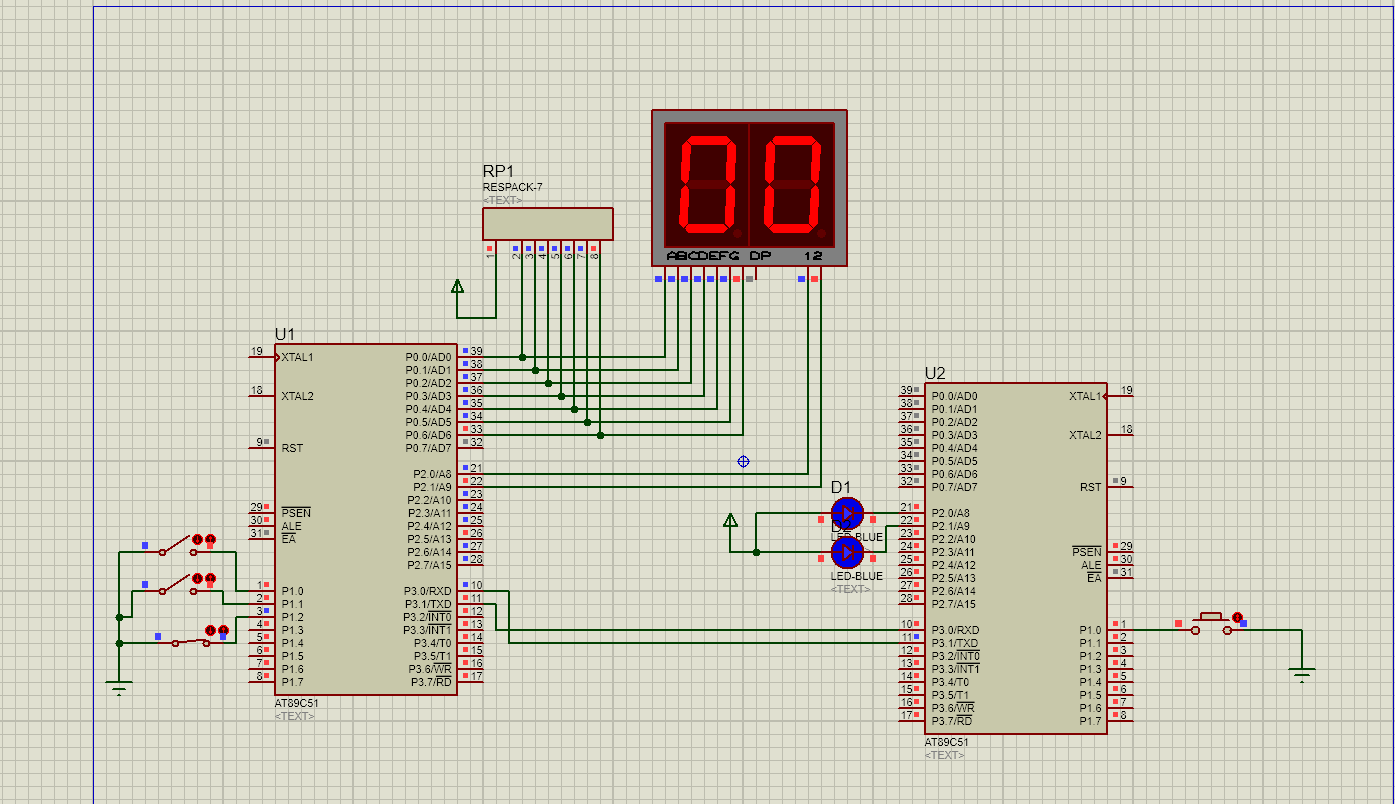 RP1
RESPACK-7
<TEXT>
1
2
3
4
5
6
7
8
ABCDEFG DP 12
U1
19 XTAL1
18 XTAL2
9 RST
29 PSEN
30 ALE
31 EA
1 P1.0
2 P1.1
3 P1.2
4 P1.3
5 P1.4
6 P1.5
7 P1.6
8 P1.7
P0.0/AD0 39
P0.1/AD1 38
P0.2/AD2 37
P0.3/AD3 36
P0.4/AD4 35
P0.5/AD5 34
P0.6/AD6 33
P0.7/AD7 32
P2.0/A8 21
P2.1/A9 22
P2.2/A10 23
P2.3/A11 24
P2.4/A12 25
P2.5/A13 26
P2.6/A14 27
P2.7/A15 28
P3.0/RXD 10
P3.1/TXD 11
P3.2/INT0 12
P3.3/INT1 13
P3.4/T0 14
P3.5/T1 15
P3.6/WR 16
P3.7/RD 17
AT89C51
<TEXT>
D1
LED-BLUE
LED-BLUE
<TEXT>
U2
39 P0.0/AD0
38 P0.1/AD1
37 P0.2/AD2
36 P0.3/AD3
35 P0.4/AD4
34 P0.5/AD5
33 P0.6/AD6
32 P0.7/AD7
21 P2.0/A8
22 P2.1/A9
23 P2.2/A10
24 P2.3/A11
25 P2.4/A12
26 P2.5/A13
27 P2.6/A14
28 P2.7/A15
10 P3.0/RXD
11 P3.1/TXD
12 P3.2/INT0
13 P3.3/INT1
14 P3.4/T0
15 P3.5/T1
16 P3.6/WR
17 P3.7/RD
XTAL1 19
XTAL2 18
RST 9
PSEN 29
ALE 30
EA 31
P1.0 1
P1.1 2
P1.2 3
P1.3 4
P1.4 5
P1.5 6
P1.6 7
P1.7 8
AT89C51
<TEXT>
00